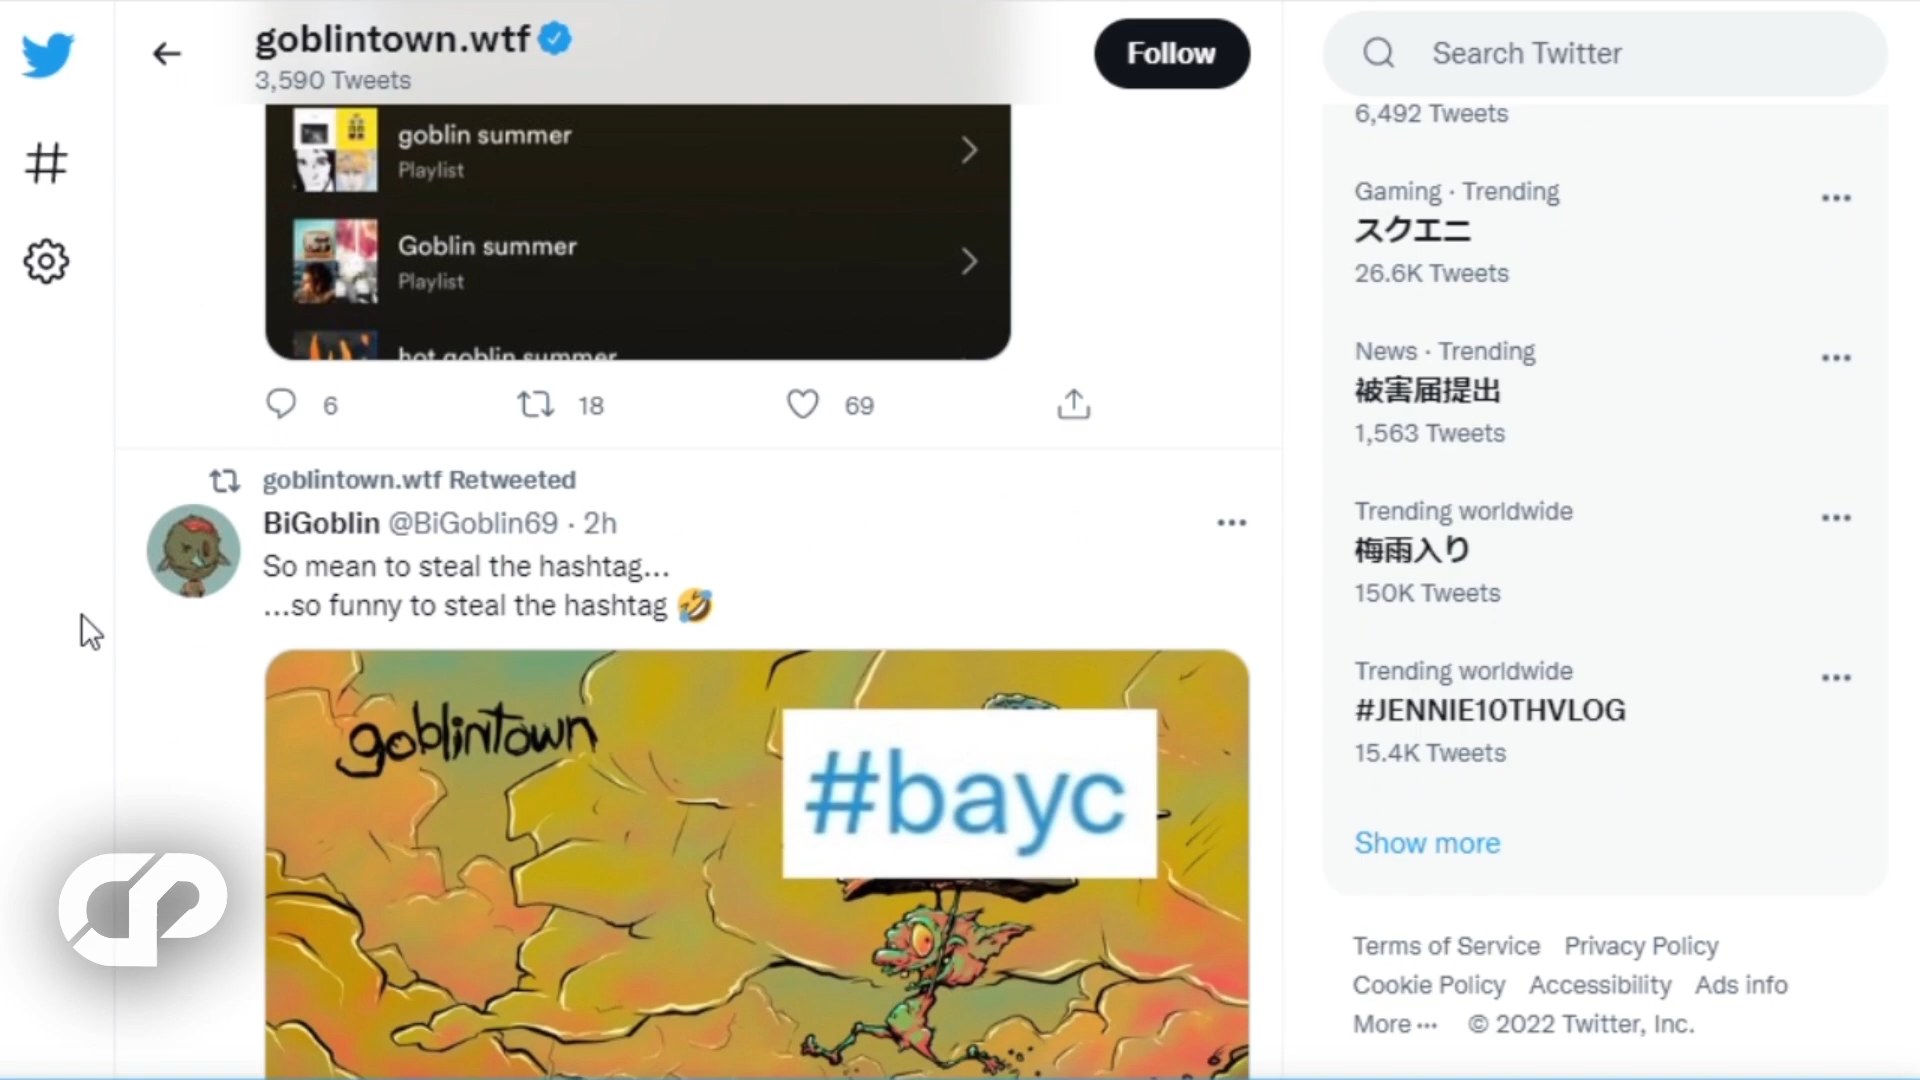 goblintown.wtf
3,590 Tweets
Follow
Search Twitter
goblin summer
Playlist
Goblin summer
Playlist
hot goblin summer
6
18
69
goblintown.wtf Retweeted
BiGoblin @BiGoblin69 · 2h
So mean to steal the hashtag...
...so funny to steal the hashtag 🤣
goblintown
#bayc
6,492 Tweets
Gaming · Trending
スクエニ
26.6K Tweets
News · Trending
被害届提出
1,563 Tweets
Trending worldwide
梅雨入り
150K Tweets
Trending worldwide
#JENNIE10THVLOG
15.4K Tweets
Show more
Terms of Service Privacy Policy
Cookie Policy Accessibility Ads info
More ··· © 2022 Twitter, Inc.
CP